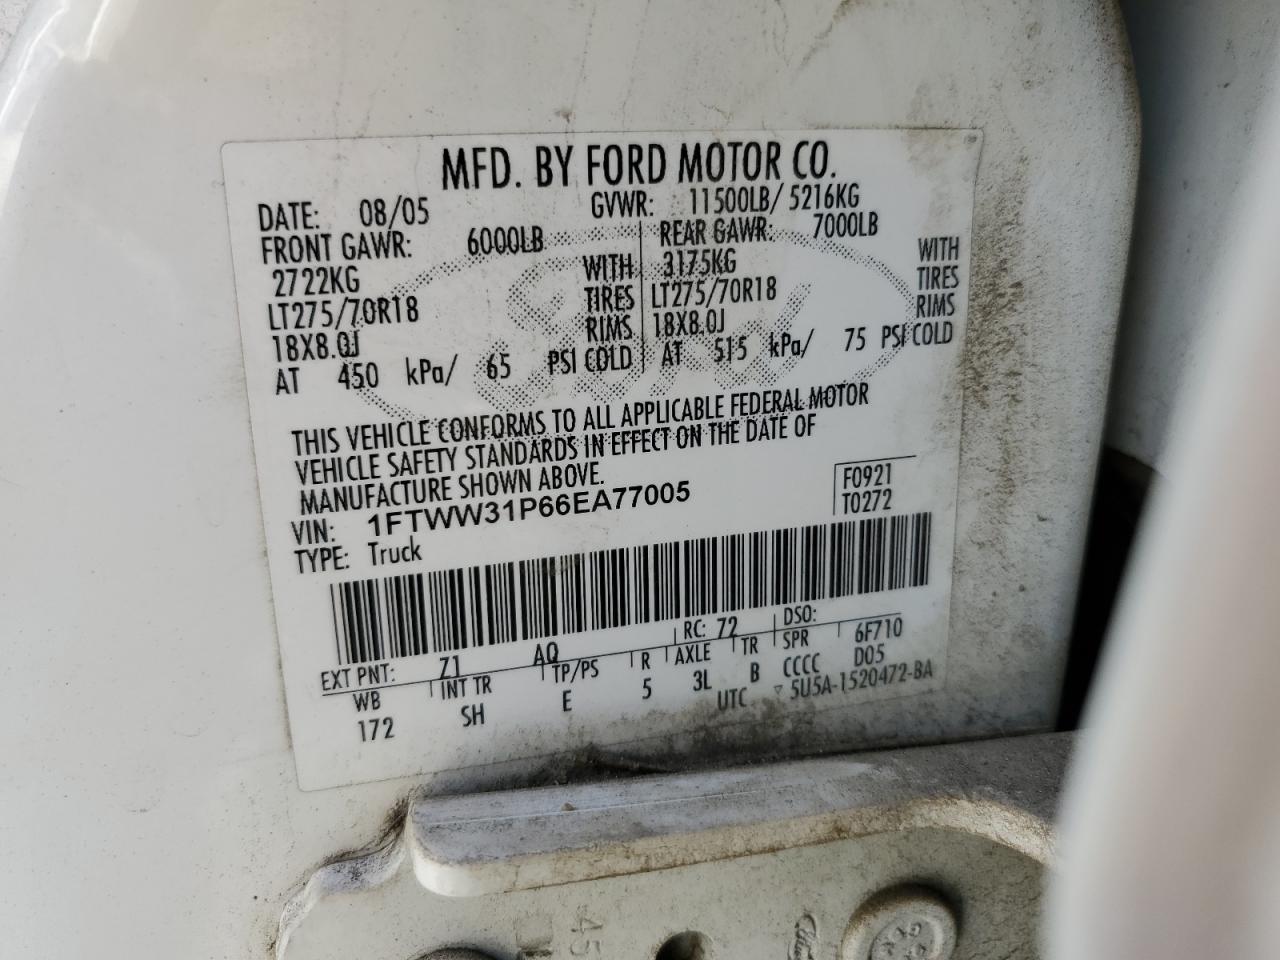 MFD. BY FORD MOTOR CO.
DATE: 08/05 GVWR: 11500LB/ 5216KG
FRONT GAWR: 6000LB REAR GAWR: 7000LB
2722KG WITH 3175KG WITH
LT275/70R18 TIRES LT275/70R18 TIRES
18X8.0J RIMS 18X8.0J RIMS
AT 450 kPa/ 65 PSI COLD AT 515 kPa/ 75 PSI COLD
THIS VEHICLE CONFORMS TO ALL APPLICABLE FEDERAL MOTOR
VEHICLE SAFETY STANDARDS IN EFFECT ON THE DATE OF
MANUFACTURE SHOWN ABOVE.
F0921
VIN: 1FTWW31P66EA77005 T0272
TYPE: Truck
EXT PNT: Z1 AQ RC: 72 DSO:
WB INT TR TP/PS R AXLE TR SPR 6F710
172 SH E 5 3L B CCCC D05
UTC ▽ 5U5A-1520472-BA
45